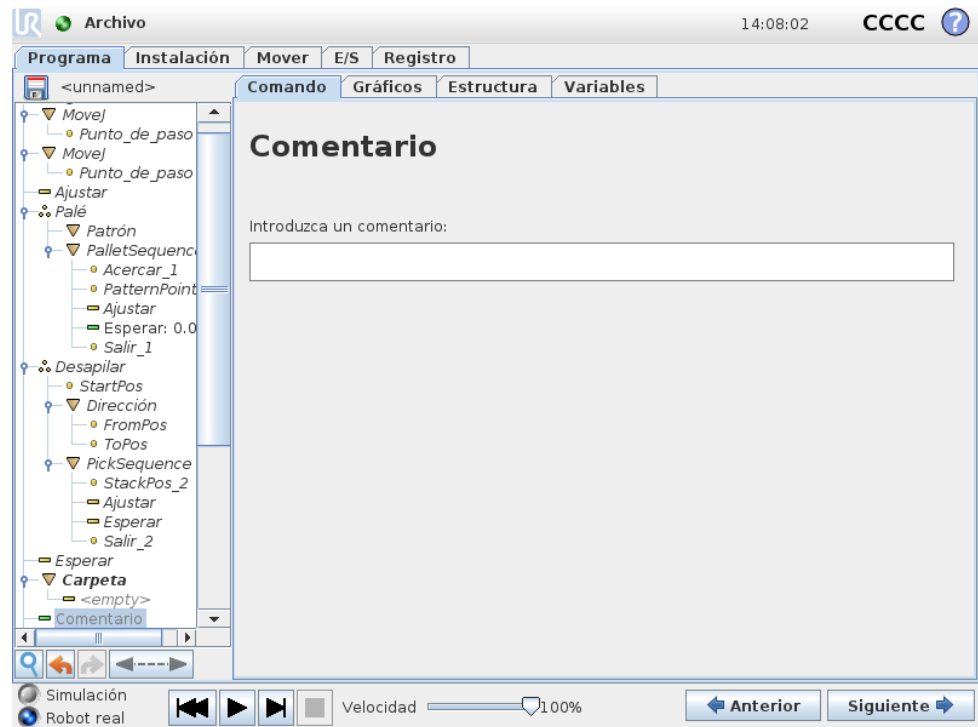 UR Archivo 14:08:02 CCCC ?
Programa Instalación Mover E/S Registro
<unnamed> Comando Gráficos Estructura Variables
MoveJ
Punto_de_paso
MoveJ
Punto_de_paso
Ajustar
Palé
Patrón
PalletSequenc
Acercar_1
PatternPoint
Ajustar
Esperar: 0.0
Salir_1
Desapilar
StartPos
Dirección
FromPos
ToPos
PickSequence
StackPos_2
Ajustar
Esperar
Salir_2
Esperar
Carpeta
<empty>
Comentario
Comentario
Introduzca un comentario:
Simulación
Robot real
Velocidad 100%
Anterior Siguiente